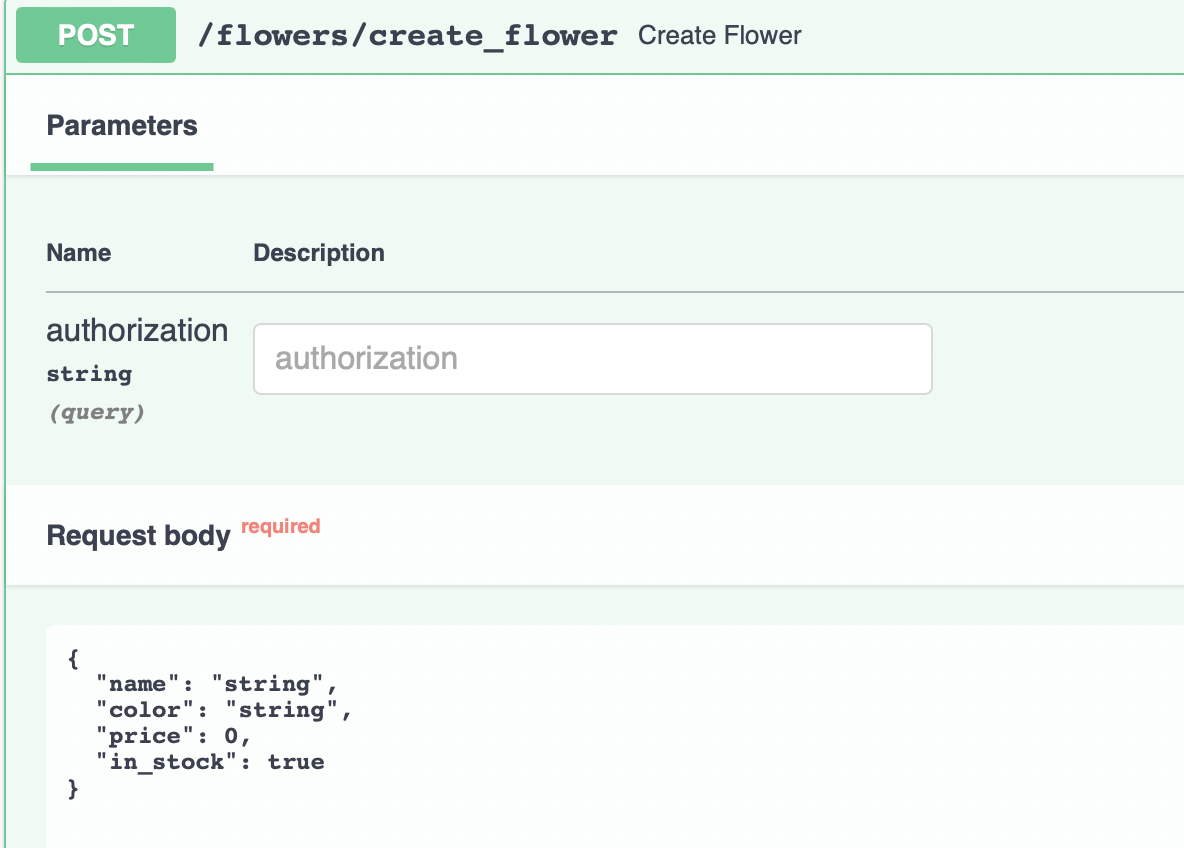 POST /flowers/create_flower Create Flower
Parameters
Name Description
authorization authorization
string
(query)
Request body required
{
  "name": "string",
  "color": "string",
  "price": 0,
  "in_stock": true
}